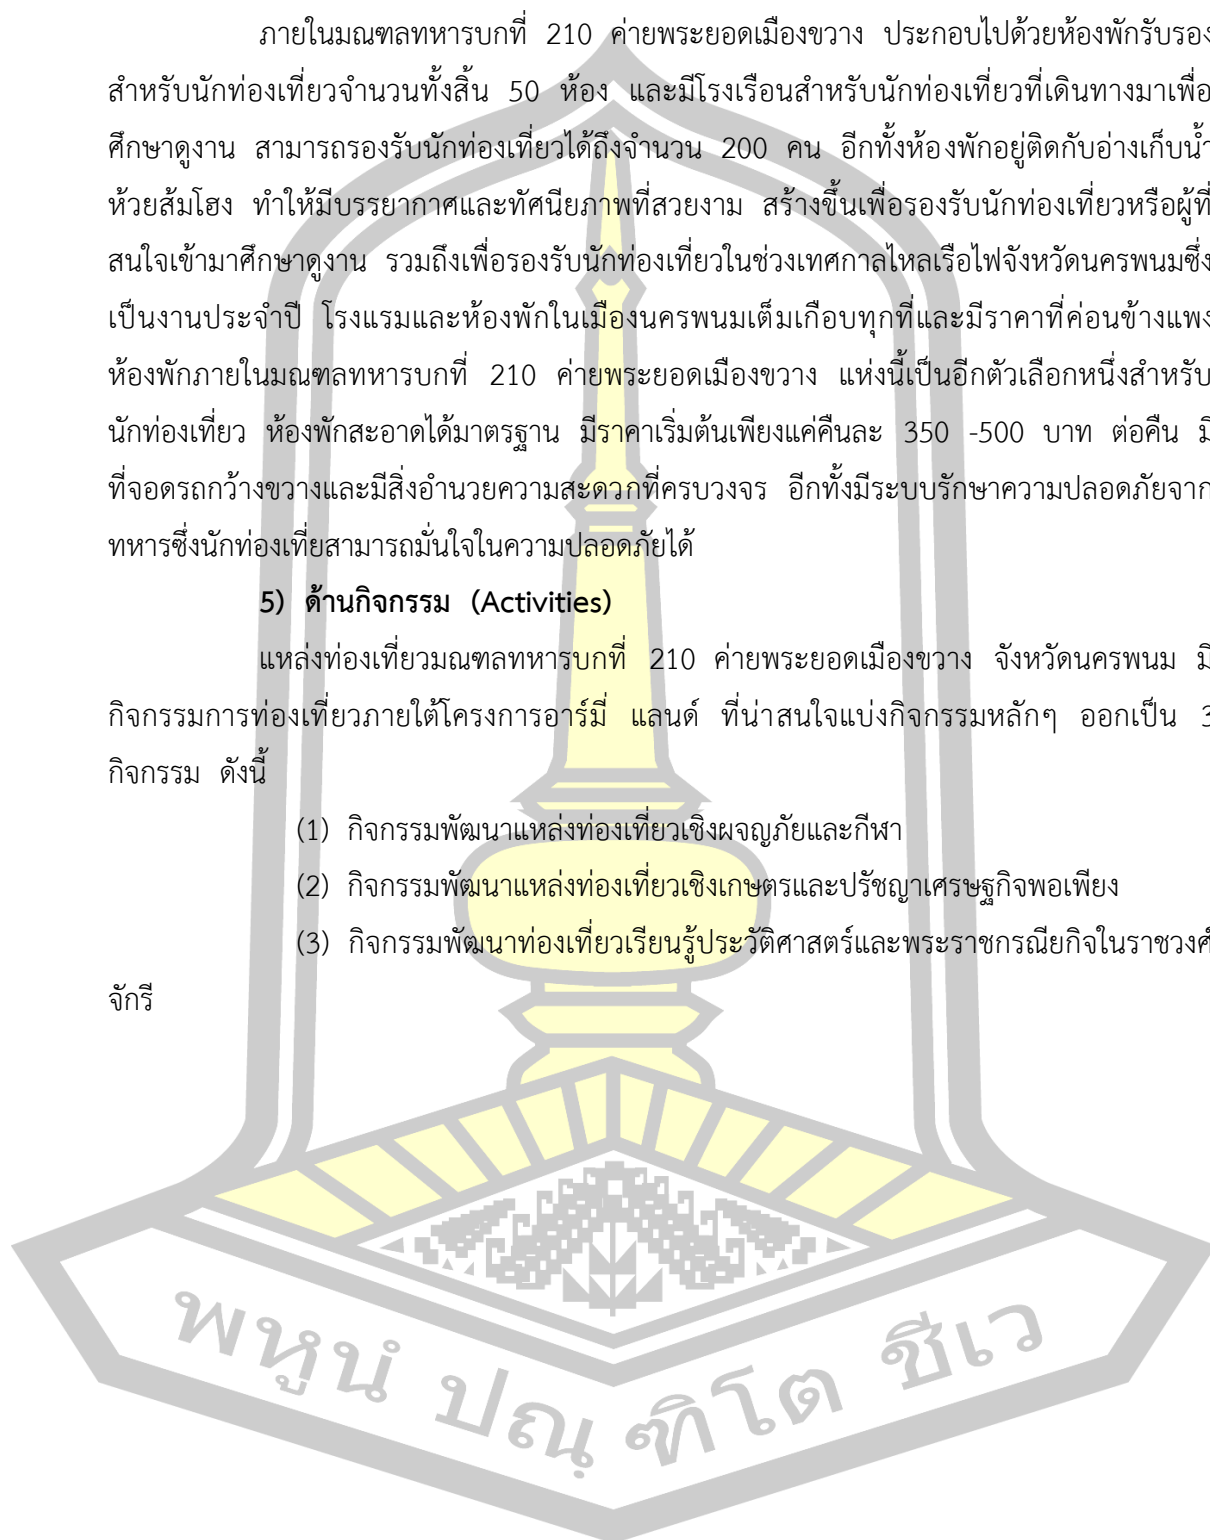 ภายในมณฑลทหารบกที่ 210 ค่ายพระยอดเมืองขวาง ประกอบไปด้วยห้องพักรับรอง
สำหรับนักท่องเที่ยวจำนวนทั้งสิ้น 50 ห้อง และมีโรงเรือนสำหรับนักท่องเที่ยวที่เดินทางมาเพื่อ
ศึกษาดูงาน สามารถรองรับนักท่องเที่ยวได้ถึงจำนวน 200 คน อีกทั้งห้องพักอยู่ติดกับอ่างเก็บน้ำ
ห้วยส้มโฮง ทำให้มีบรรยากาศและทัศนียภาพที่สวยงาม สร้างขึ้นเพื่อรองรับนักท่องเที่ยวหรือผู้ที่
สนใจเข้ามาศึกษาดูงาน รวมถึงเพื่อรองรับนักท่องเที่ยวในช่วงเทศกาลไหลเรือไฟจังหวัดนครพนมซึ่ง
เป็นงานประจำปี โรงแรมและห้องพักในเมืองนครพนมเต็มเกือบทุกที่และมีราคาที่ค่อนข้างแพง
ห้องพักภายในมณฑลทหารบกที่ 210 ค่ายพระยอดเมืองขวาง แห่งนี้เป็นอีกตัวเลือกหนึ่งสำหรับ
นักท่องเที่ยว ห้องพักสะอาดได้มาตรฐาน มีราคาเริ่มต้นเพียงแค่คืนละ 350 -500 บาท ต่อคืน มี
ที่จอดรถกว้างขวางและมีสิ่งอำนวยความสะดวกที่ครบวงจร อีกทั้งมีระบบรักษาความปลอดภัยจาก
ทหารซึ่งนักท่องเที่ยสามารถมั่นใจในความปลอดภัยได้
5) ด้านกิจกรรม (Activities)
แหล่งท่องเที่ยวมณฑลทหารบกที่ 210 ค่ายพระยอดเมืองขวาง จังหวัดนครพนม มี
กิจกรรมการท่องเที่ยวภายใต้โครงการอาร์มี่ แลนด์ ที่น่าสนใจแบ่งกิจกรรมหลักๆ ออกเป็น 3
กิจกรรม ดังนี้
(1) กิจกรรมพัฒนาแหล่งท่องเที่ยวเชิงผจญภัยและกีฬา
(2) กิจกรรมพัฒนาแหล่งท่องเที่ยวเชิงเกษตรและปรัชญาเศรษฐกิจพอเพียง
(3) กิจกรรมพัฒนาท่องเที่ยวเรียนรู้ประวัติศาสตร์และพระราชกรณียกิจในราชวงศ์
จักรี
พหูนํ ปณฺฑิโต ชีเว